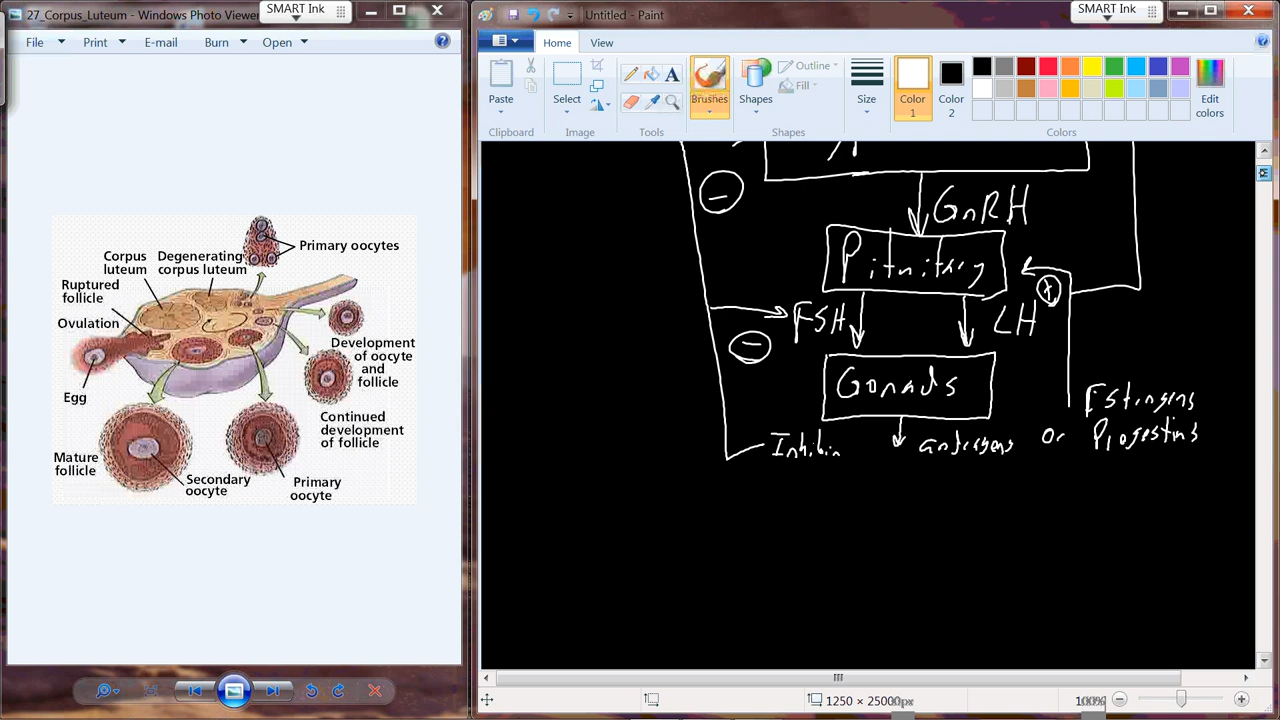 27_Corpus_Luteum - Windows Photo Viewer
SMART Ink
File Print E-mail Burn Open
Primary oocytes
Corpus luteum
Degenerating corpus luteum
Ruptured follicle
Ovulation
Egg
Development of oocyte and follicle
Continued development of follicle
Mature follicle
Secondary oocyte
Primary oocyte
Untitled - Paint
SMART Ink
Home View
Paste
Select
Brushes
Shapes
Outline
Fill
Size
Color 1
Color 2
Edit colors
Clipboard Image Tools Shapes Colors
GnRH
Pituitary
FSH LH
Gonads
Inhibin androgens or Estrogens
Progestins
1250 × 25000px
100%